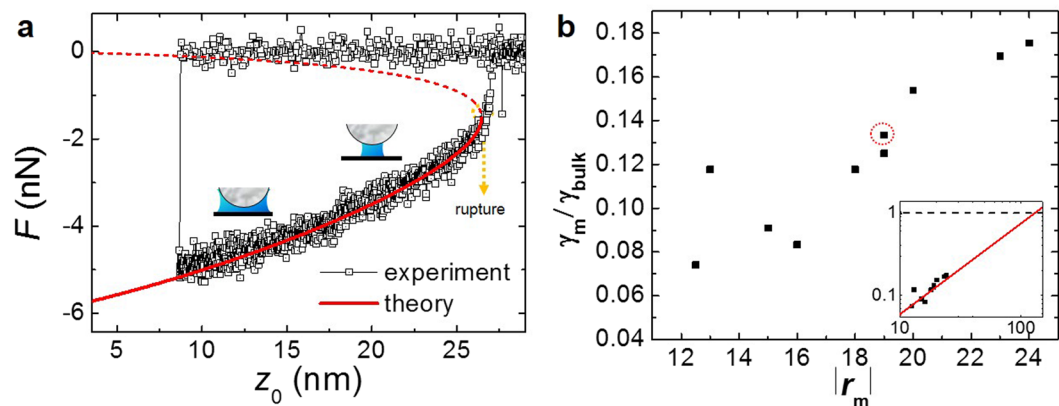 a
0
-2
-4
-6
F (nN)
5 10 15 20 25
z₀ (nm)
rupture
experiment
theory
b
0.18
0.16
0.14
0.12
0.10
0.08
0.06
0.04
γm/γbulk
12 14 16 18 20 22 24
|rm|
1
0.1
10 100